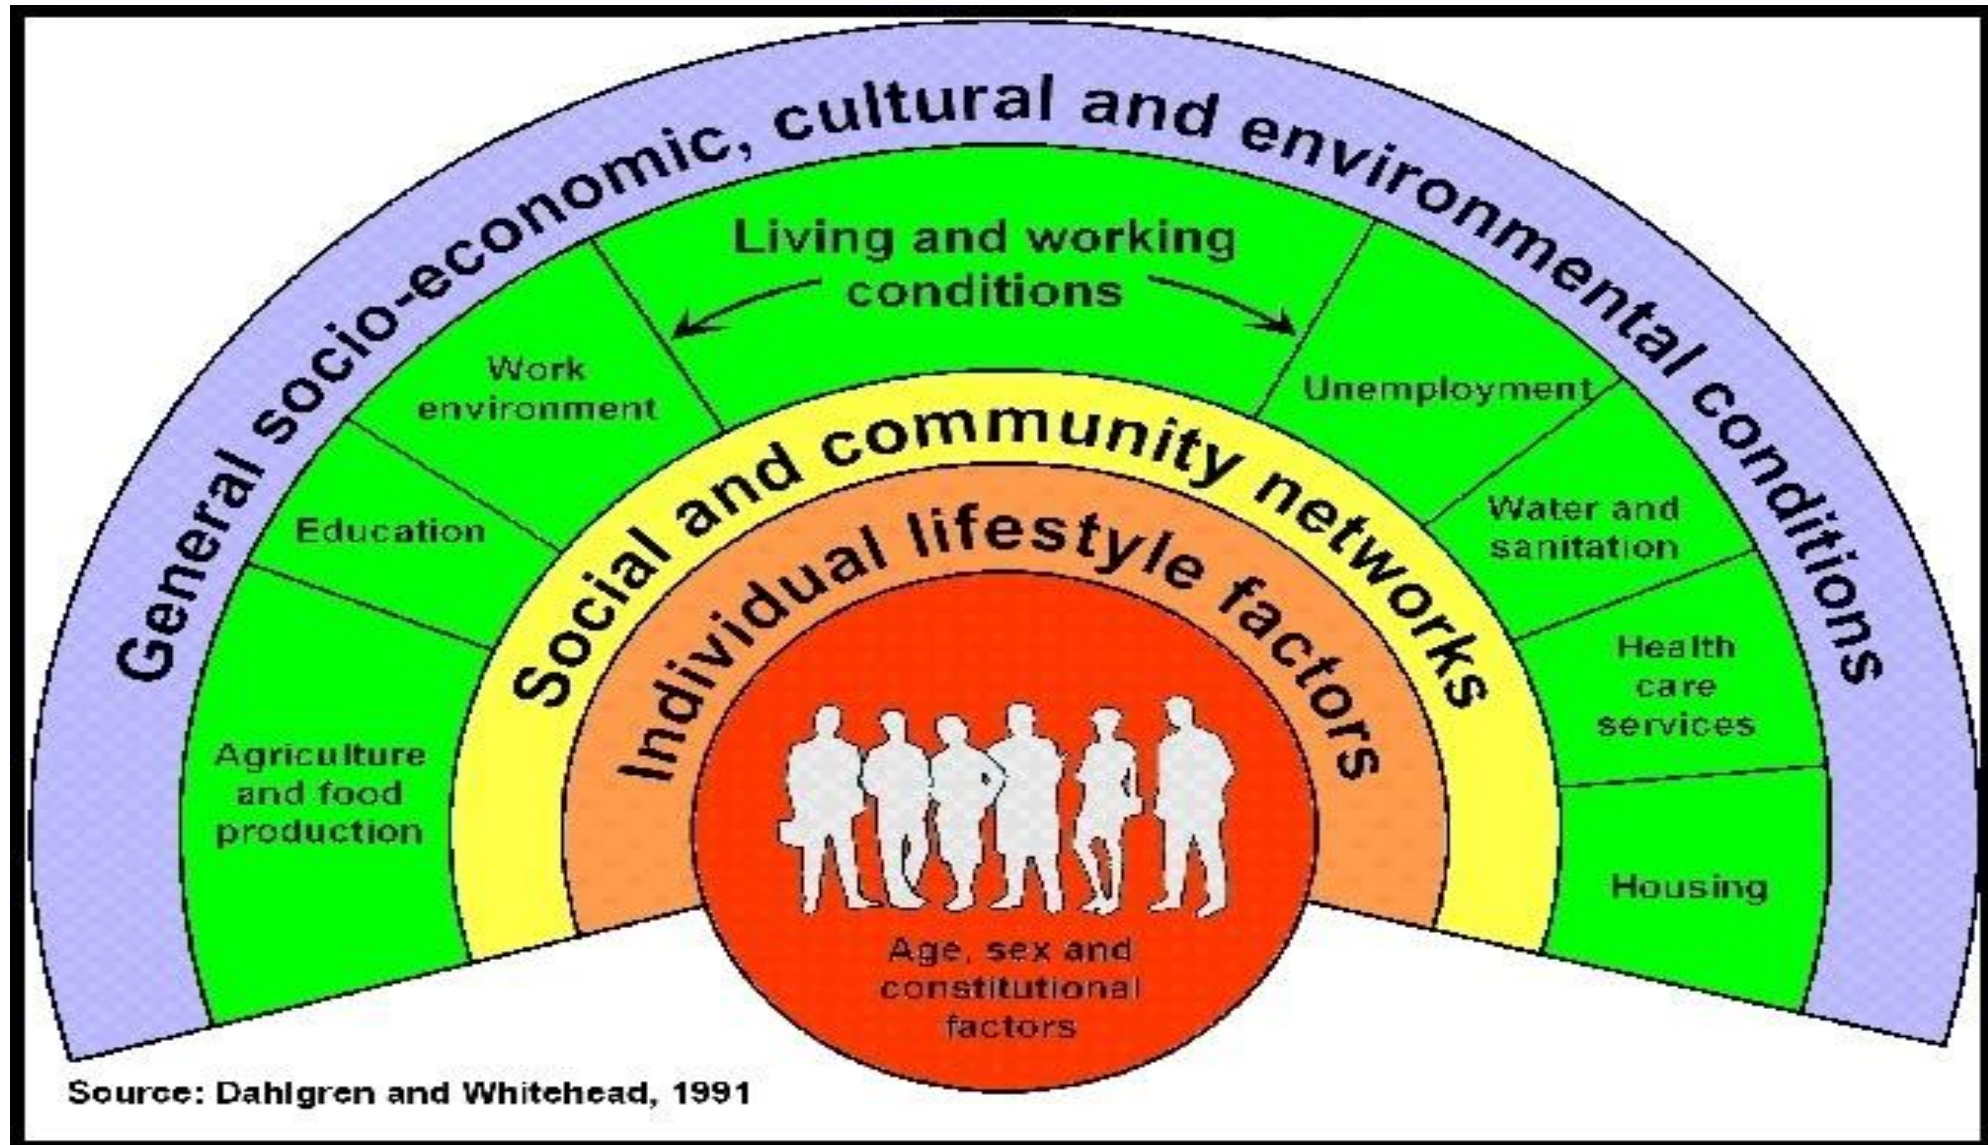 General socio-economic, cultural and environmental conditions
Living and working
conditions
Work
environment
Education
Agriculture
and food
production
Unemployment
Water and
sanitation
Health
care
services
Housing
Social and community networks
Individual lifestyle factors
Age, sex and
constitutional
factors
Source: Dahlgren and Whitehead, 1991